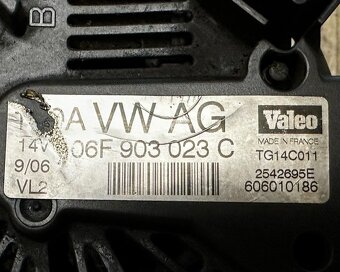 B
A VW AG
Valeo
14V 06F 903 023 C
MADE IN FRANCE
TG14C011
9/06
2542695E
VL2
606010186